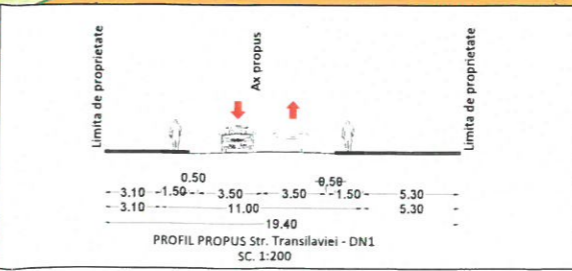 Limita de proprietate
Ax propus
Limita de proprietate
0.50 0,50
3.10 1.50 3.50 3.50 1.50 5.30
3.10 11.00 5.30
19.40
PROFIL PROPUS Str. Transilaviei - DN1
SC. 1:200